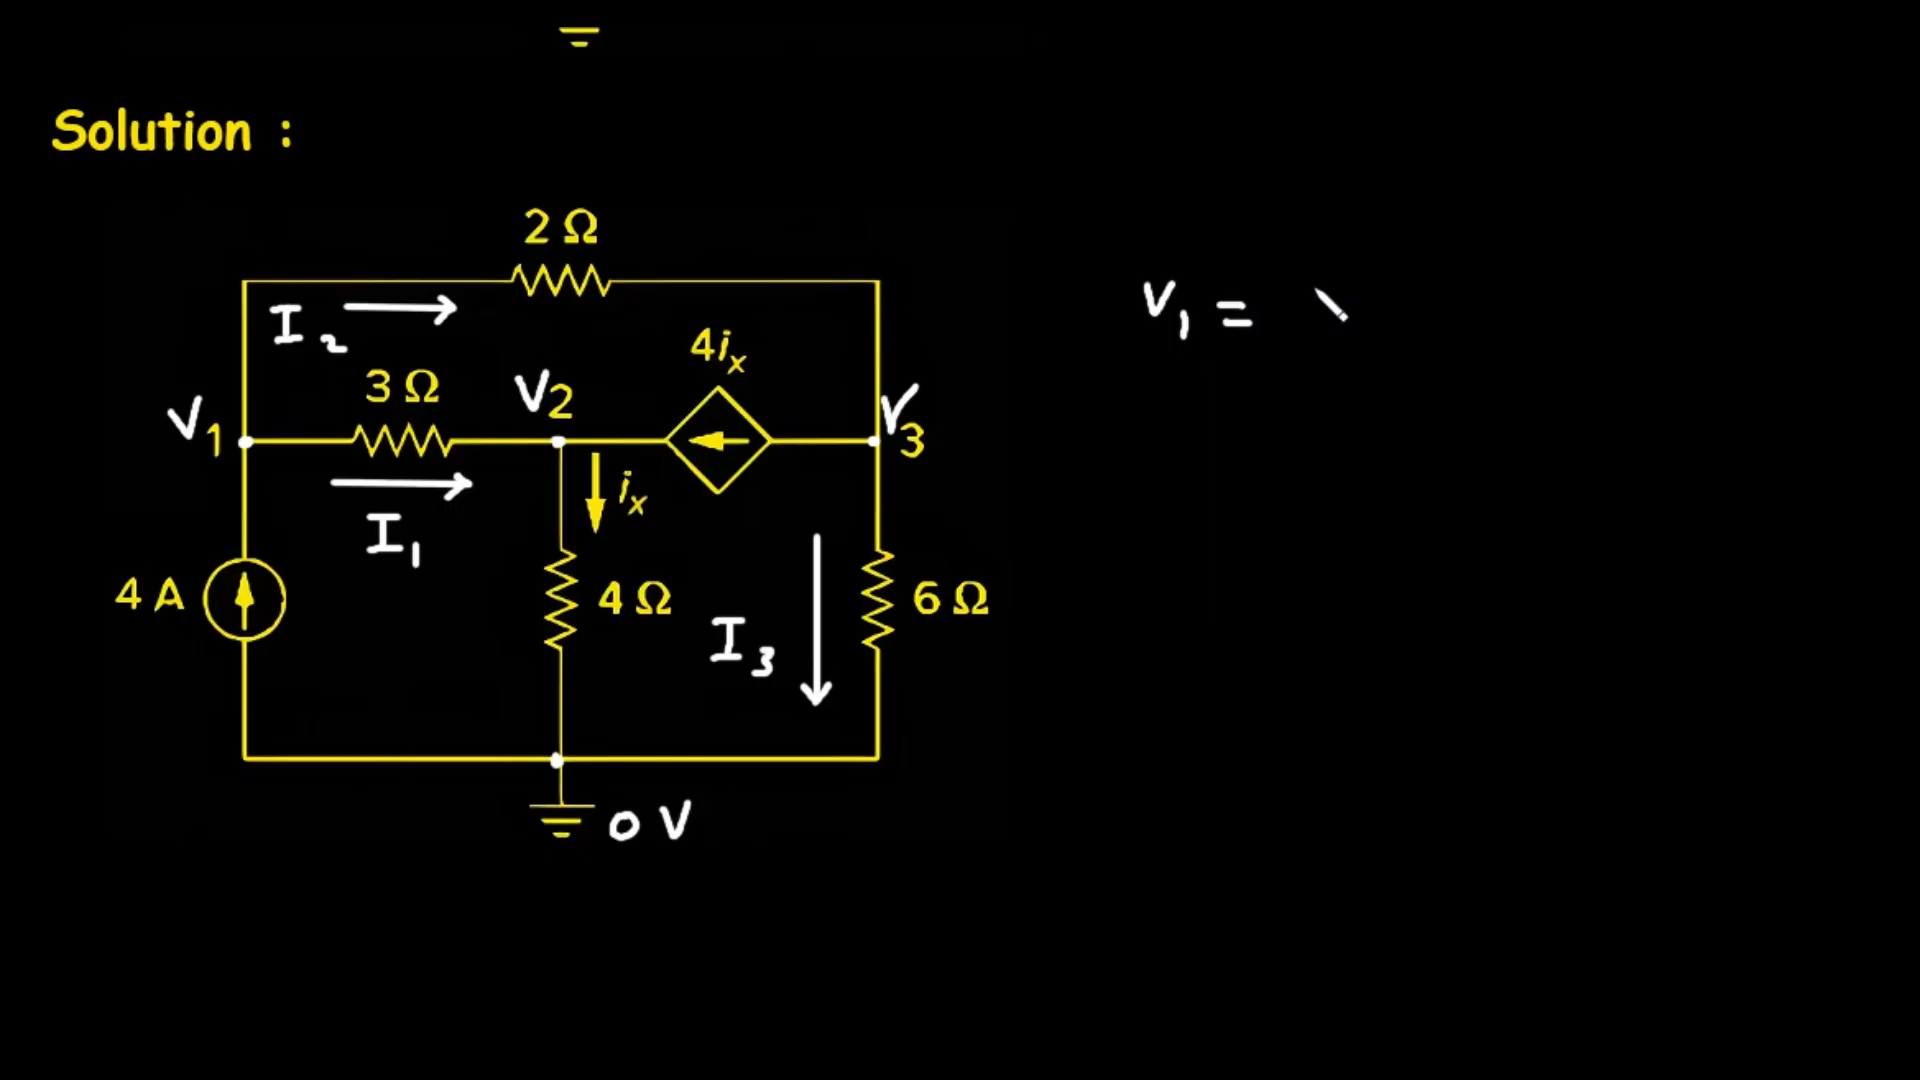 Solution :
2 Ω
I2
V1 =
4ix
3 Ω
V2
V1
V3
ix
I1
4 A
4 Ω
6 Ω
I3
0 V